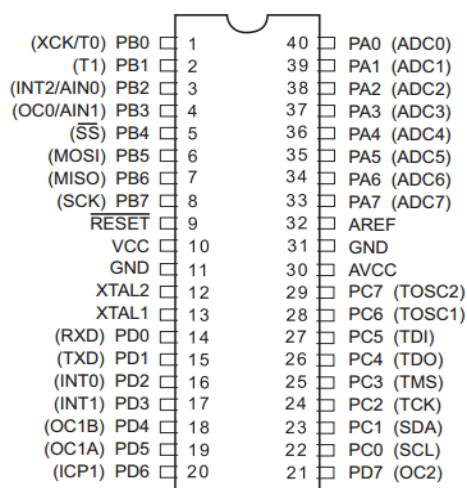 (XCK/T0) PB0 1 40 PA0 (ADC0)
(T1) PB1 2 39 PA1 (ADC1)
(INT2/AIN0) PB2 3 38 PA2 (ADC2)
(OC0/AIN1) PB3 4 37 PA3 (ADC3)
(SS) PB4 5 36 PA4 (ADC4)
(MOSI) PB5 6 35 PA5 (ADC5)
(MISO) PB6 7 34 PA6 (ADC6)
(SCK) PB7 8 33 PA7 (ADC7)
RESET 9 32 AREF
VCC 10 31 GND
GND 11 30 AVCC
XTAL2 12 29 PC7 (TOSC2)
XTAL1 13 28 PC6 (TOSC1)
(RXD) PD0 14 27 PC5 (TDI)
(TXD) PD1 15 26 PC4 (TDO)
(INT0) PD2 16 25 PC3 (TMS)
(INT1) PD3 17 24 PC2 (TCK)
(OC1B) PD4 18 23 PC1 (SDA)
(OC1A) PD5 19 22 PC0 (SCL)
(ICP1) PD6 20 21 PD7 (OC2)